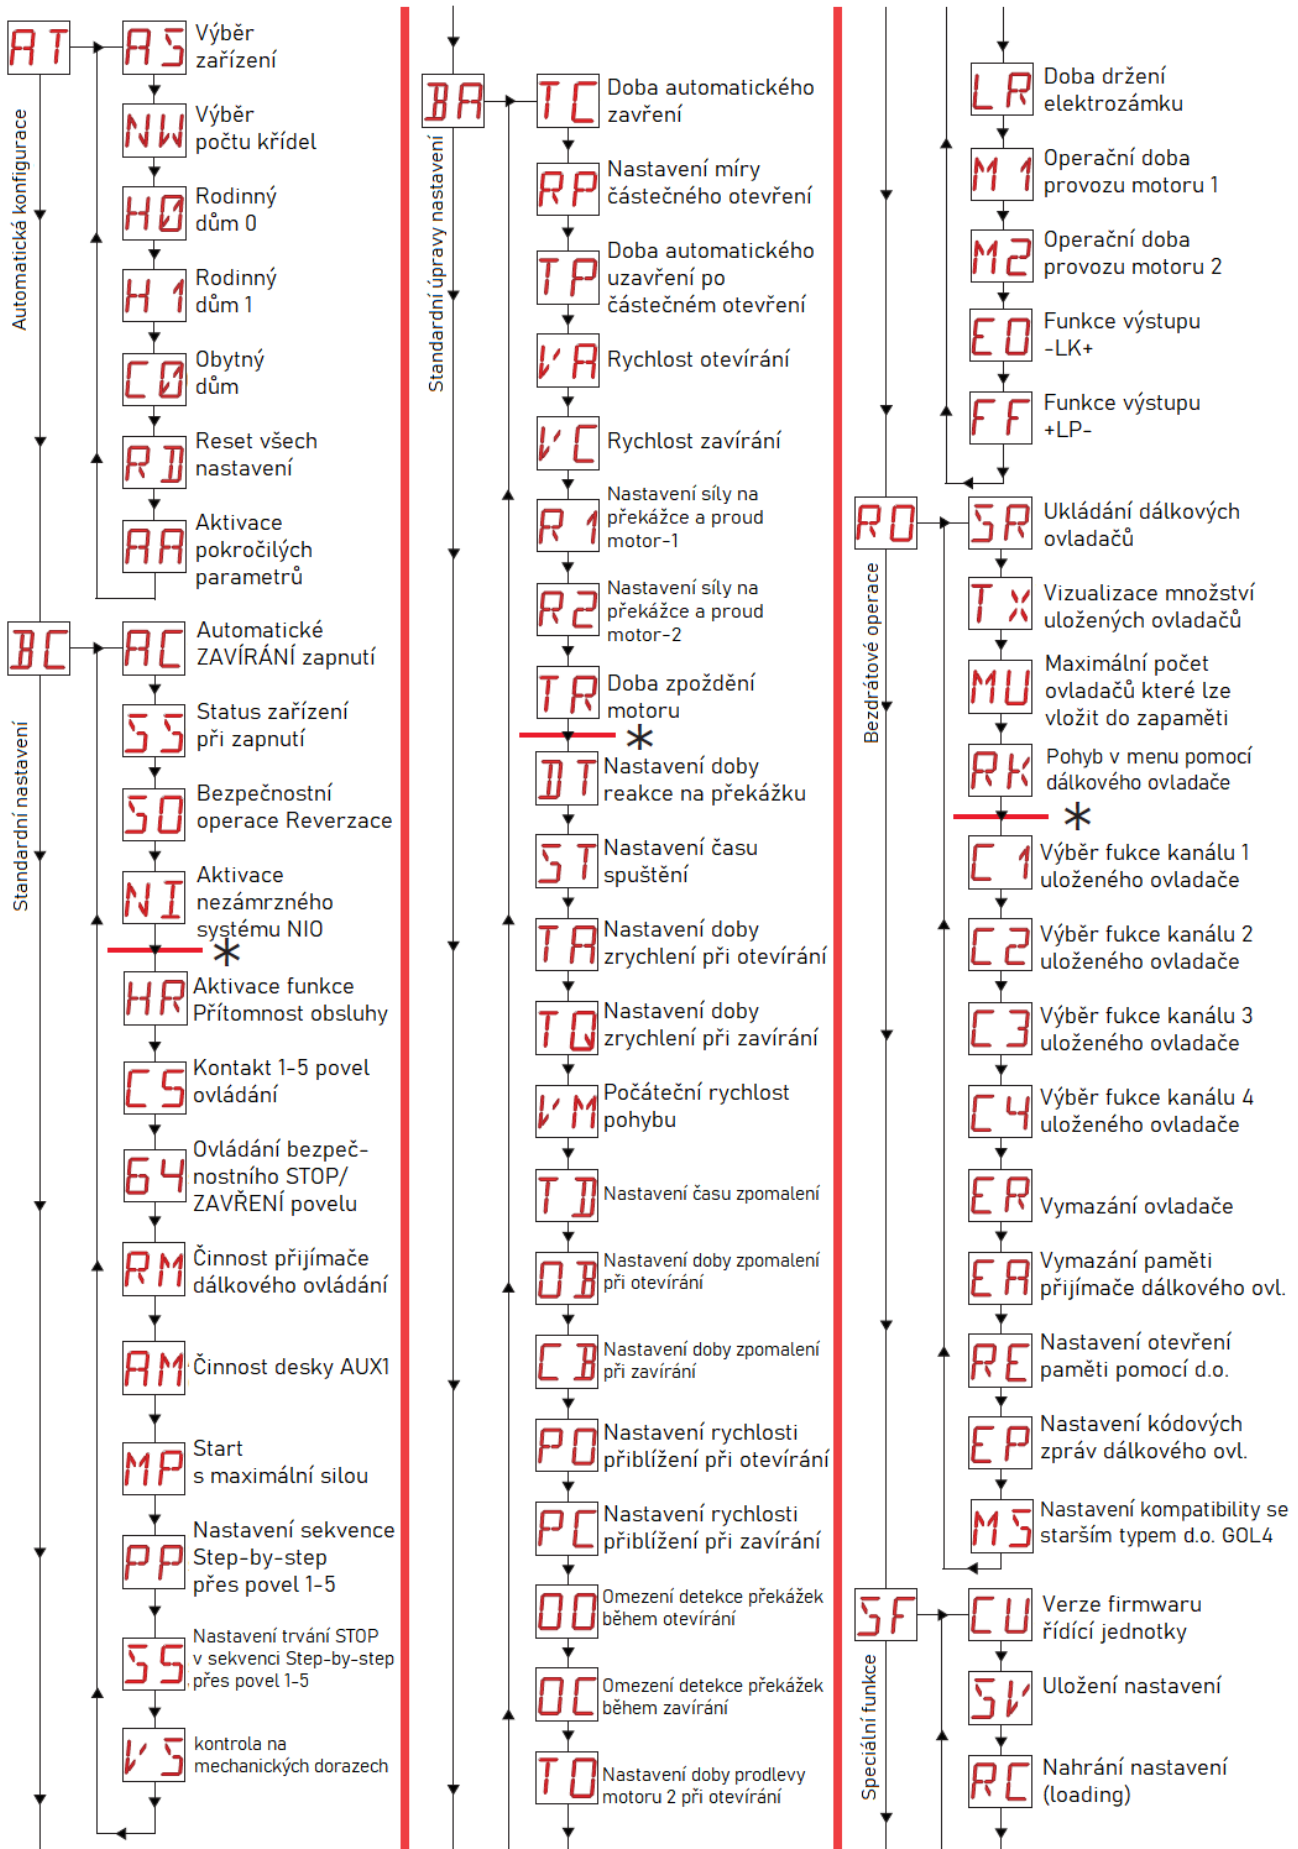 AT
Automatická konfigurace
AS
Výběr
zařízení
NW
Výběr
počtu křídel
H0
Rodinný
dům 0
H1
Rodinný
dům 1
C0
Obytný
dům
RD
Reset všech
nastavení
AA
Aktivace
pokročilých
parametrů
BC
Standardní nastavení
AC
Automatické
ZAVÍRÁNÍ zapnutí
SS
Status zařízení
při zapnutí
SO
Bezpečnostní
operace Reverzace
NI
Aktivace
nezámrzného
systému NIO
*
HR
Aktivace funkce
Přítomnost obsluhy
C5
Kontakt 1-5 povel
ovládání
64
Ovládání bezpeč-
nostního STOP/
ZAVŘENÍ povelu
RM
Činnost přijímače
dálkového ovládání
AM
Činnost desky AUX1
MP
Start
s maximální silou
PP
Nastavení sekvence
Step-by-step
přes povel 1-5
S5
Nastavení trvání STOP
v sekvenci Step-by-step
přes povel 1-5
VS
kontrola na
mechanických dorazech
BA
Standardní úpravy nastavení
TC
Doba automatického
zavření
RP
Nastavení míry
částečného otevření
TP
Doba automatického
uzavření po
částečném otevření
VA
Rychlost otevírání
VC
Rychlost zavírání
R1
Nastavení síly na
překážce a proud
motor-1
R2
Nastavení síly na
překážce a proud
motor-2
TR
Doba zpoždění
motoru
*
DT
Nastavení doby
reakce na překážku
ST
Nastavení času
spuštění
TA
Nastavení doby
zrychlení při otevírání
TQ
Nastavení doby
zrychlení při zavírání
VM
Počáteční rychlost
pohybu
TD
Nastavení času zpomalení
OB
Nastavení doby zpomalení
při otevírání
CB
Nastavení doby zpomalení
při zavírání
PO
Nastavení rychlosti
přiblížení při otevírání
PC
Nastavení rychlosti
přiblížení při zavírání
OO
Omezení detekce překážek
během otevírání
OC
Omezení detekce překážek
během zavírání
TO
Nastavení doby prodlevy
motoru 2 při otevírání
LR
Doba držení
elektrozámku
M1
Operační doba
provozu motoru 1
M2
Operační doba
provozu motoru 2
EO
Funkce výstupu
-LK+
FF
Funkce výstupu
+LP-
RO
Bezdrátové operace
SR
Ukládání dálkových
ovladačů
TX
Vizualizace množství
uložených ovladačů
MU
Maximální počet
ovladačů které lze
vložit do zapaměti
RK
Pohyb v menu pomocí
dálkového ovladače
*
C1
Výběr fukce kanálu 1
uloženého ovladače
C2
Výběr fukce kanálu 2
uloženého ovladače
C3
Výběr fukce kanálu 3
uloženého ovladače
C4
Výběr fukce kanálu 4
uloženého ovladače
ER
Vymazání ovladače
EA
Vymazání paměti
přijímače dálkového ovl.
RE
Nastavení otevření
paměti pomocí d.o.
EP
Nastavení kódových
zpráv dálkového ovl.
MS
Nastavení kompatibility se
starším typem d.o. GOL4
SF
Speciální funkce
CU
Verze firmwaru
řídící jednotky
SV
Uložení nastavení
RC
Nahrání nastavení
(loading)